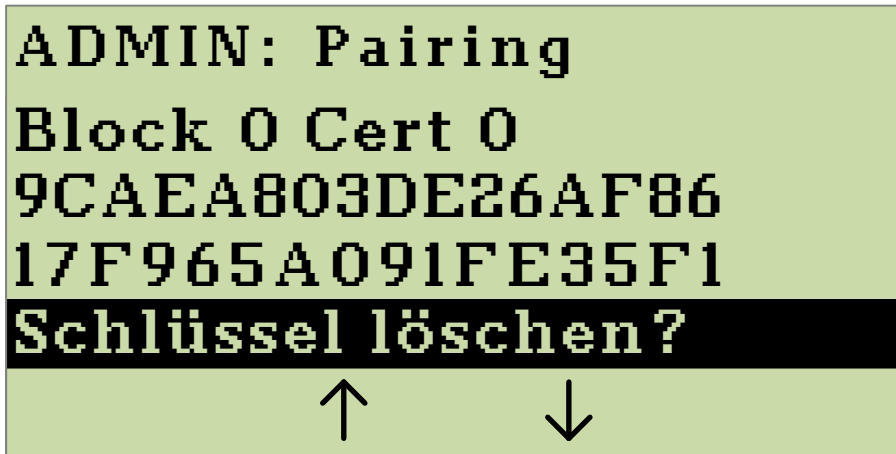 ADMIN: Pairing
Block 0 Cert 0
9CAEA803DE26AF86
17F965A091FE35F1
Schlüssel löschen?
↑ ↓